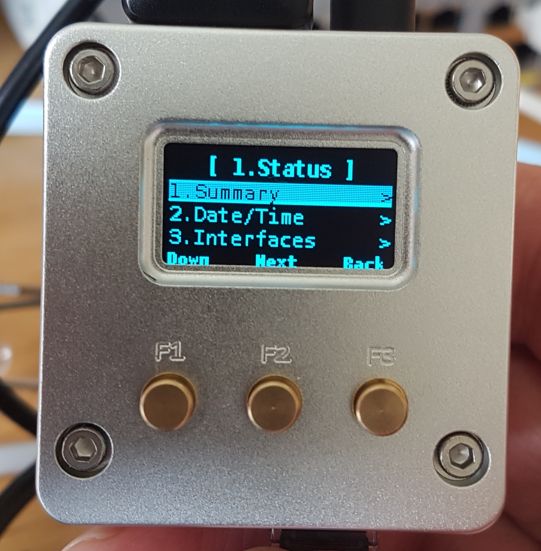 [ 1.Status ]
1.Summary >
2.Date/Time >
3.Interfaces >
Down Next Back
F1 F2 F3